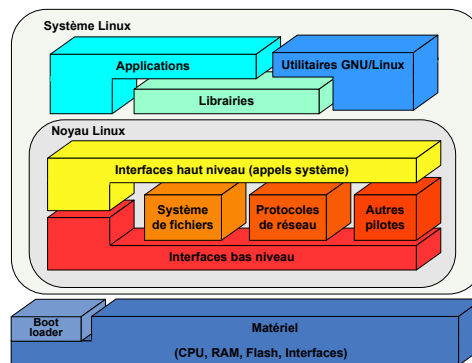 Système Linux
Applications
Utilitaires GNU/Linux
Librairies
Noyau Linux
Interfaces haut niveau (appels système)
Système
de fichiers
Protocoles
de réseau
Autres
pilotes
Interfaces bas niveau
Boot
loader
Matériel
(CPU, RAM, Flash, Interfaces)